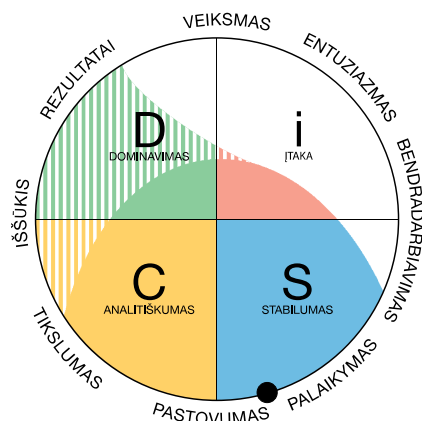 VEIKSMAS
ENTUZIAZMAS
BENDRADARBIAVIMAS
PALAIKYMAS
PASTOVUMAS
TIKSLUMAS
IŠŠŪKIS
REZULTATAI
D
DOMINAVIMAS
i
ĮTAKA
C
ANALITIŠKUMAS
S
STABILUMAS